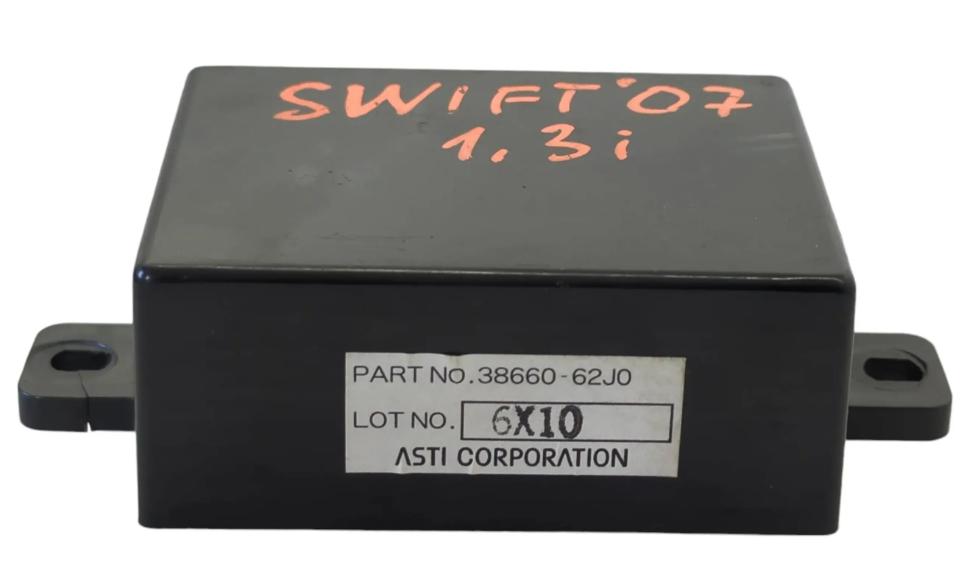 SWIFT'07
1.3i
PART NO.38660-62J0
LOT NO. 6X10
ASTI CORPORATION